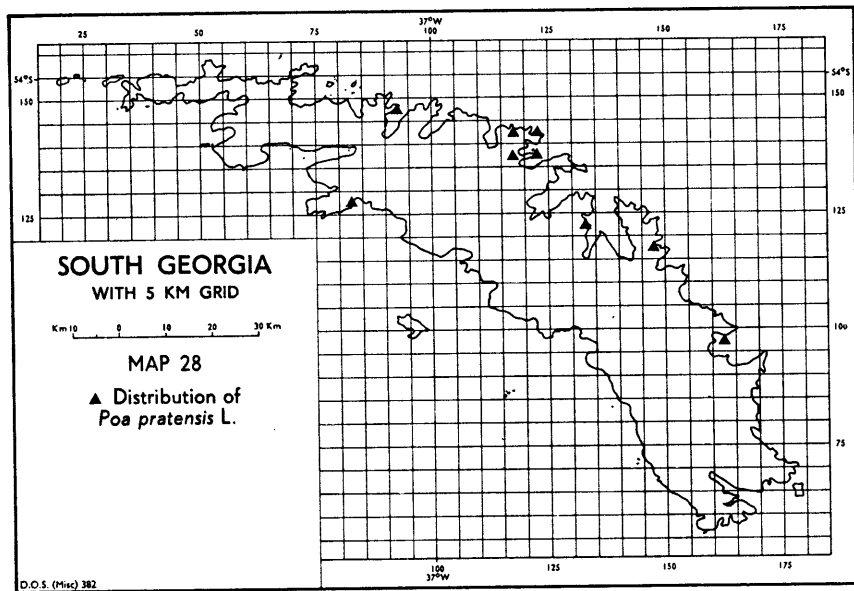 37°W
25 50 75 100 125 150 175
54°S 54°S
150 150
125 125
SOUTH GEORGIA
WITH 5 KM GRID
Km 10 0 10 20 30 Km
100
MAP 28
▲ Distribution of
Poa pratensis L.
75
100 125 150 175
37°W
D.O.S. (Misc) 382